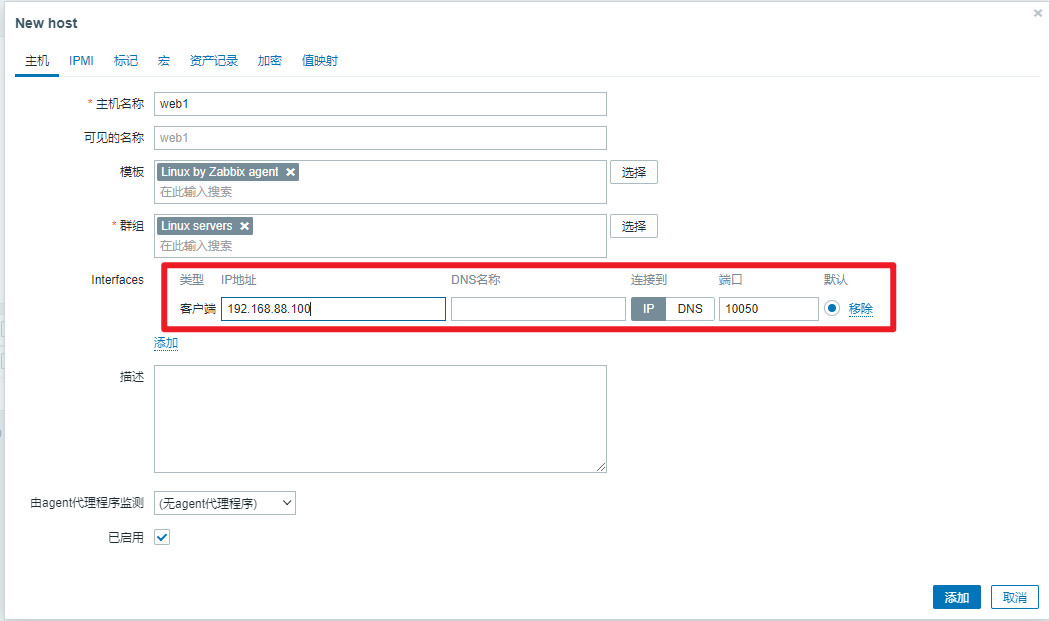 New host
主机 IPMI 标记 宏 资产记录 加密 值映射
* 主机名称 web1
可见的名称 web1
模板 Linux by Zabbix agent 选择
在此输入搜索
* 群组 Linux servers 选择
在此输入搜索
Interfaces 类型 IP地址 DNS名称 连接到 端口 默认
客户端 192.168.88.100 IP DNS 10050 移除
添加
描述
由agent代理程序监测 (无agent代理程序)
已启用
添加 取消